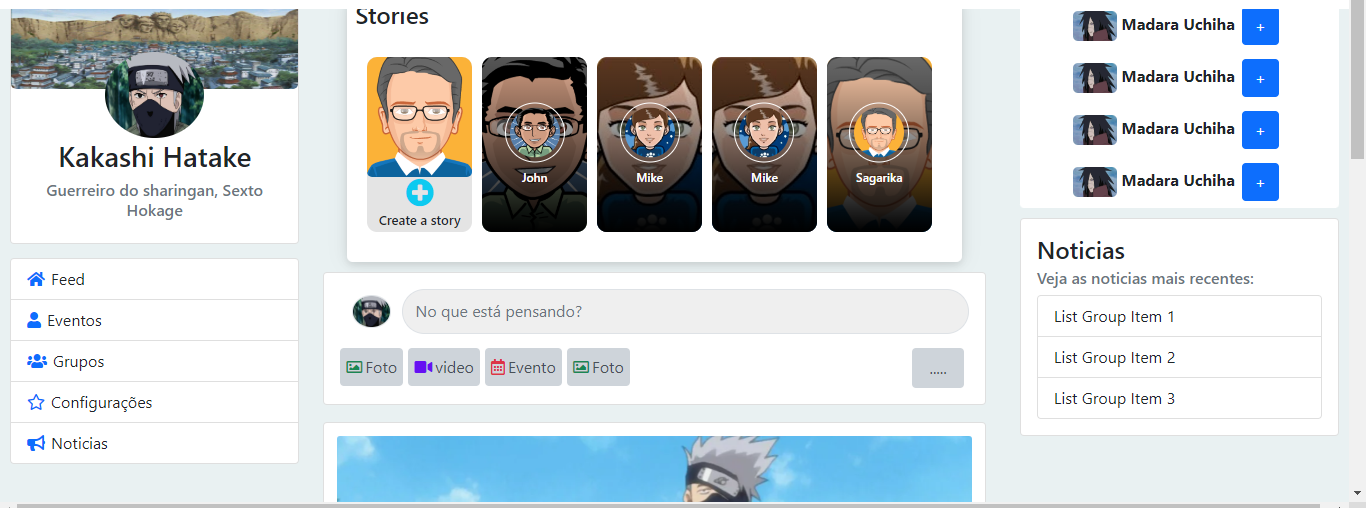 Kakashi Hatake
Guerreiro do sharingan, Sexto
Hokage
Feed
Eventos
Grupos
Configurações
Noticias
Stories
Create a story
John
Mike
Mike
Sagarika
No que está pensando?
Foto
video
Evento
Foto
.....
Madara Uchiha +
Madara Uchiha +
Madara Uchiha +
Madara Uchiha +
Noticias
Veja as noticias mais recentes:
List Group Item 1
List Group Item 2
List Group Item 3